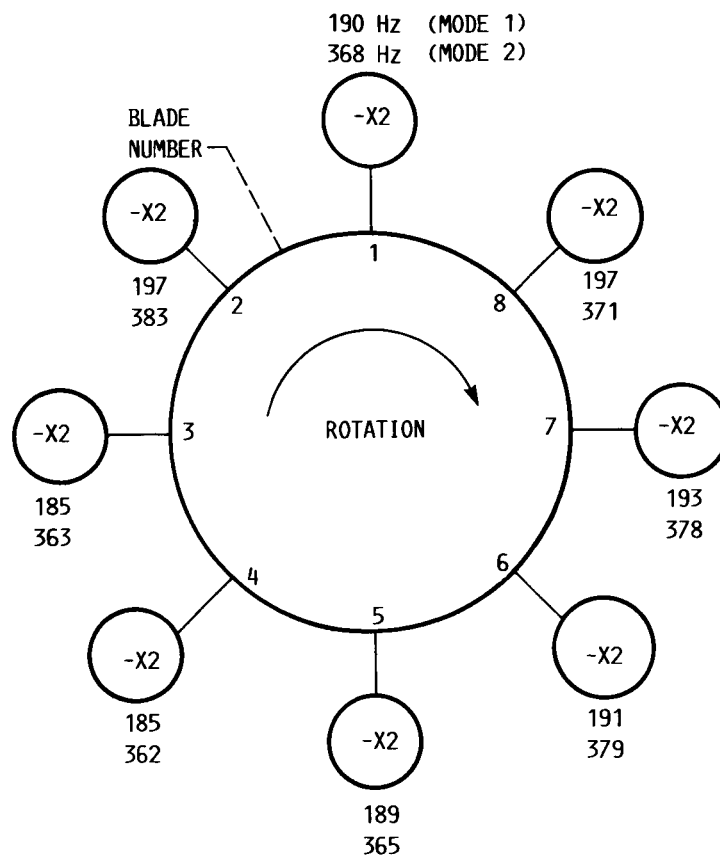 190 Hz (MODE 1)
368 Hz (MODE 2)
-X2
BLADE
NUMBER
-X2
197
383
-X2
197
371
1
2
8
-X2
185
363
3
ROTATION
7
-X2
193
378
4
5
6
-X2
185
362
-X2
189
365
-X2
191
379